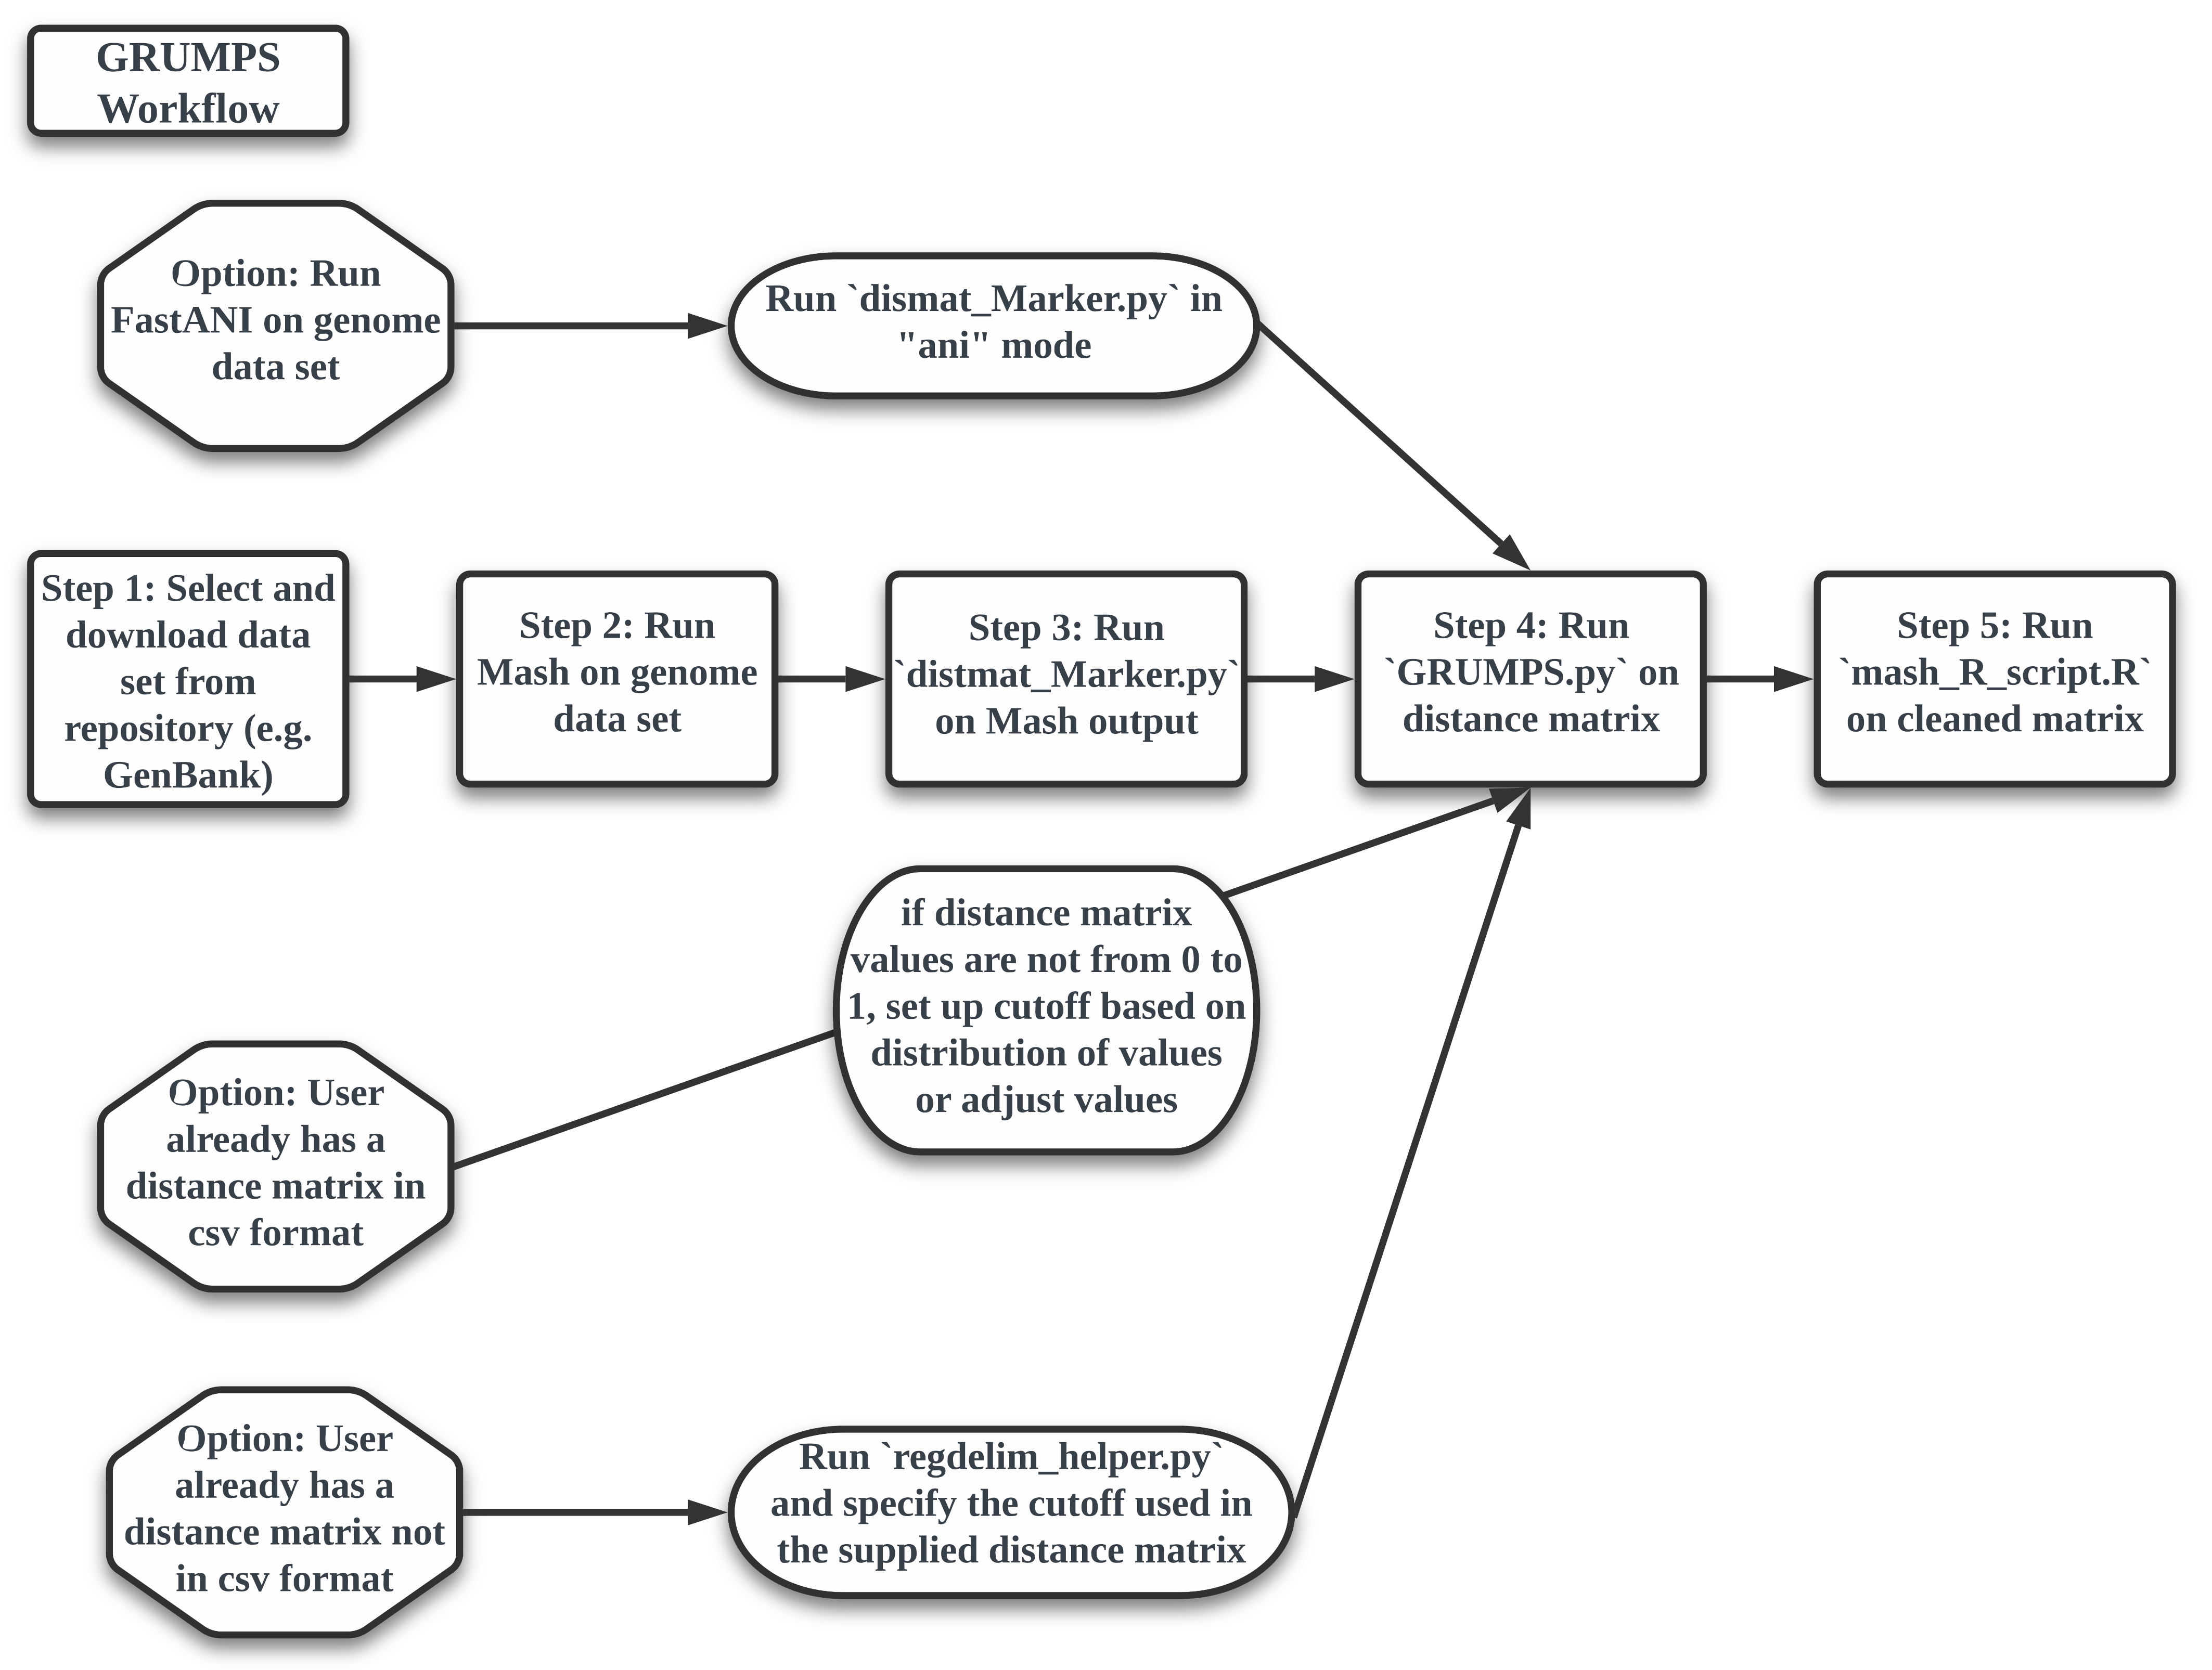 GRUMPS
Workflow
Option: Run
FastANI on genome
data set
Run `dismat_Marker.py` in
"ani" mode
Step 1: Select and
download data
set from
repository (e.g.
GenBank)
Step 2: Run
Mash on genome
data set
Step 3: Run
`distmat_Marker.py`
on Mash output
Step 4: Run
`GRUMPS.py` on
distance matrix
Step 5: Run
`mash_R_script.R`
on cleaned matrix
if distance matrix
values are not from 0 to
1, set up cutoff based on
distribution of values
or adjust values
Option: User
already has a
distance matrix in
csv format
Option: User
already has a
distance matrix not
in csv format
Run `regdelim_helper.py`
and specify the cutoff used in
the supplied distance matrix